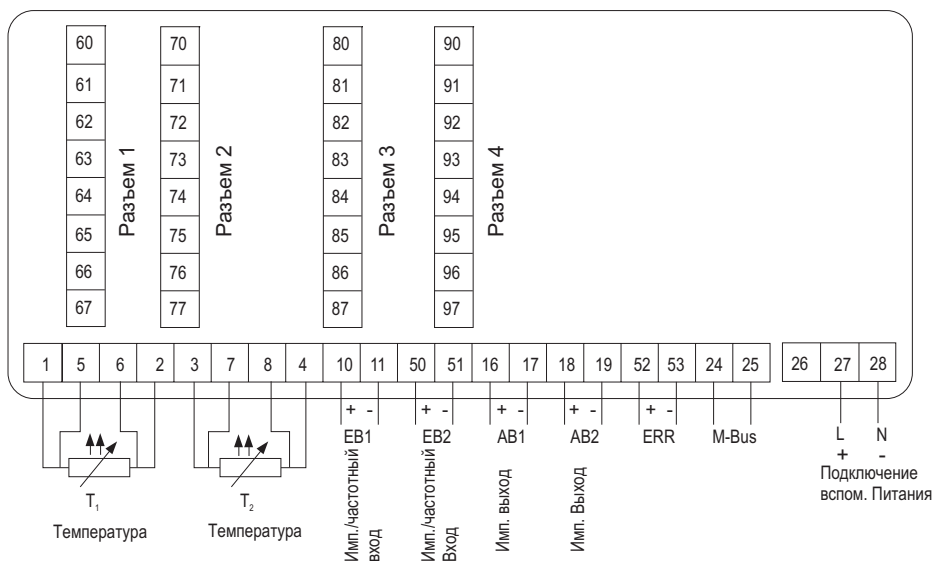 60 70 80 90
61 71 81 91
62 72 82 92
63 73 83 93
64 74 84 94
65 75 85 95
66 76 86 96
67 77 87 97
Разъем 1
Разъем 2
Разъем 3
Разъем 4
1 5 6 2 3 7 8 4 10 11 50 51 16 17 18 19 52 53 24 25 26 27 28
+ - + - + - + - + -
EB1 EB2 AB1 AB2 ERR M-Bus L N
+ -
T₁
Температура
T₂
Температура
Имп./частотный
вход
Имп./частотный
Вход
Имп. выход
Имп. Выход
Подключение
вспом. Питания